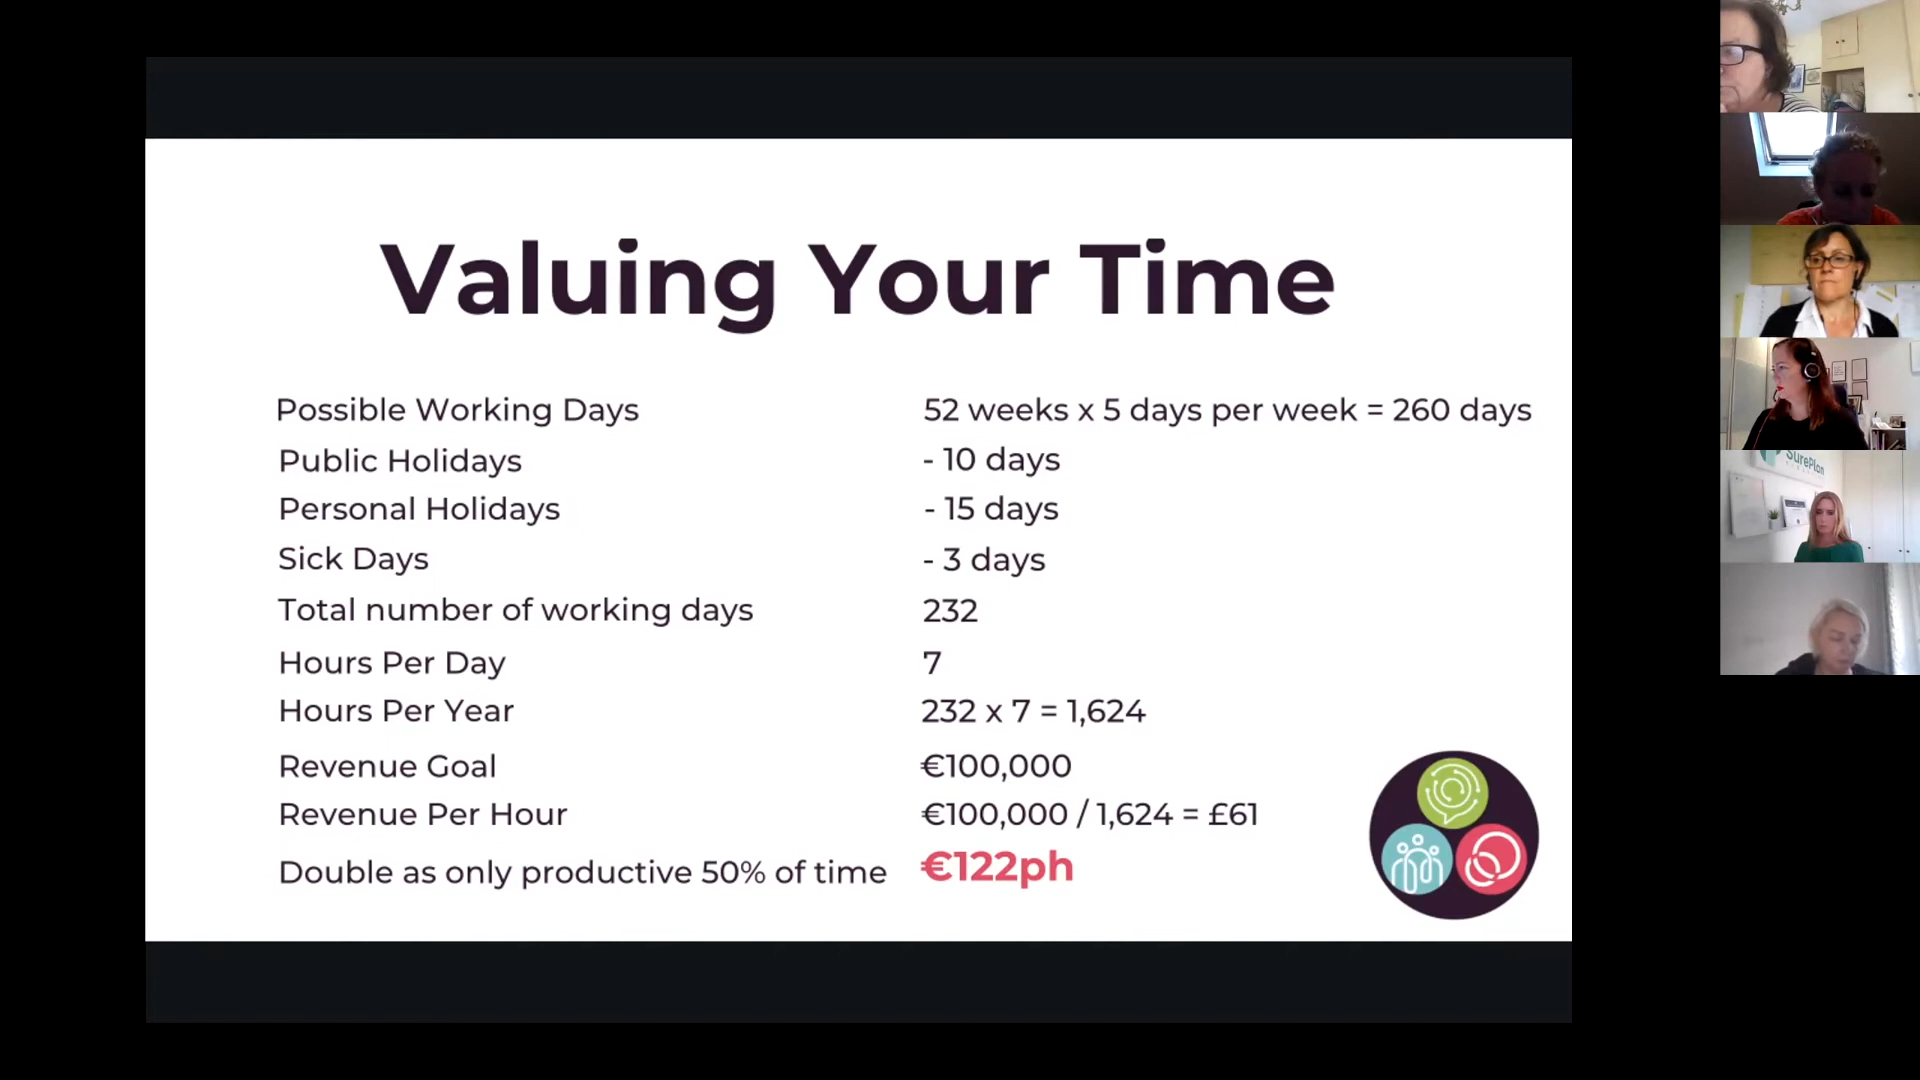 Valuing Your Time
Possible Working Days 52 weeks x 5 days per week = 260 days
Public Holidays - 10 days
Personal Holidays - 15 days
Sick Days - 3 days
Total number of working days 232
Hours Per Day 7
Hours Per Year 232 x 7 = 1,624
Revenue Goal €100,000
Revenue Per Hour €100,000 / 1,624 = £61
Double as only productive 50% of time €122ph
SurePlan